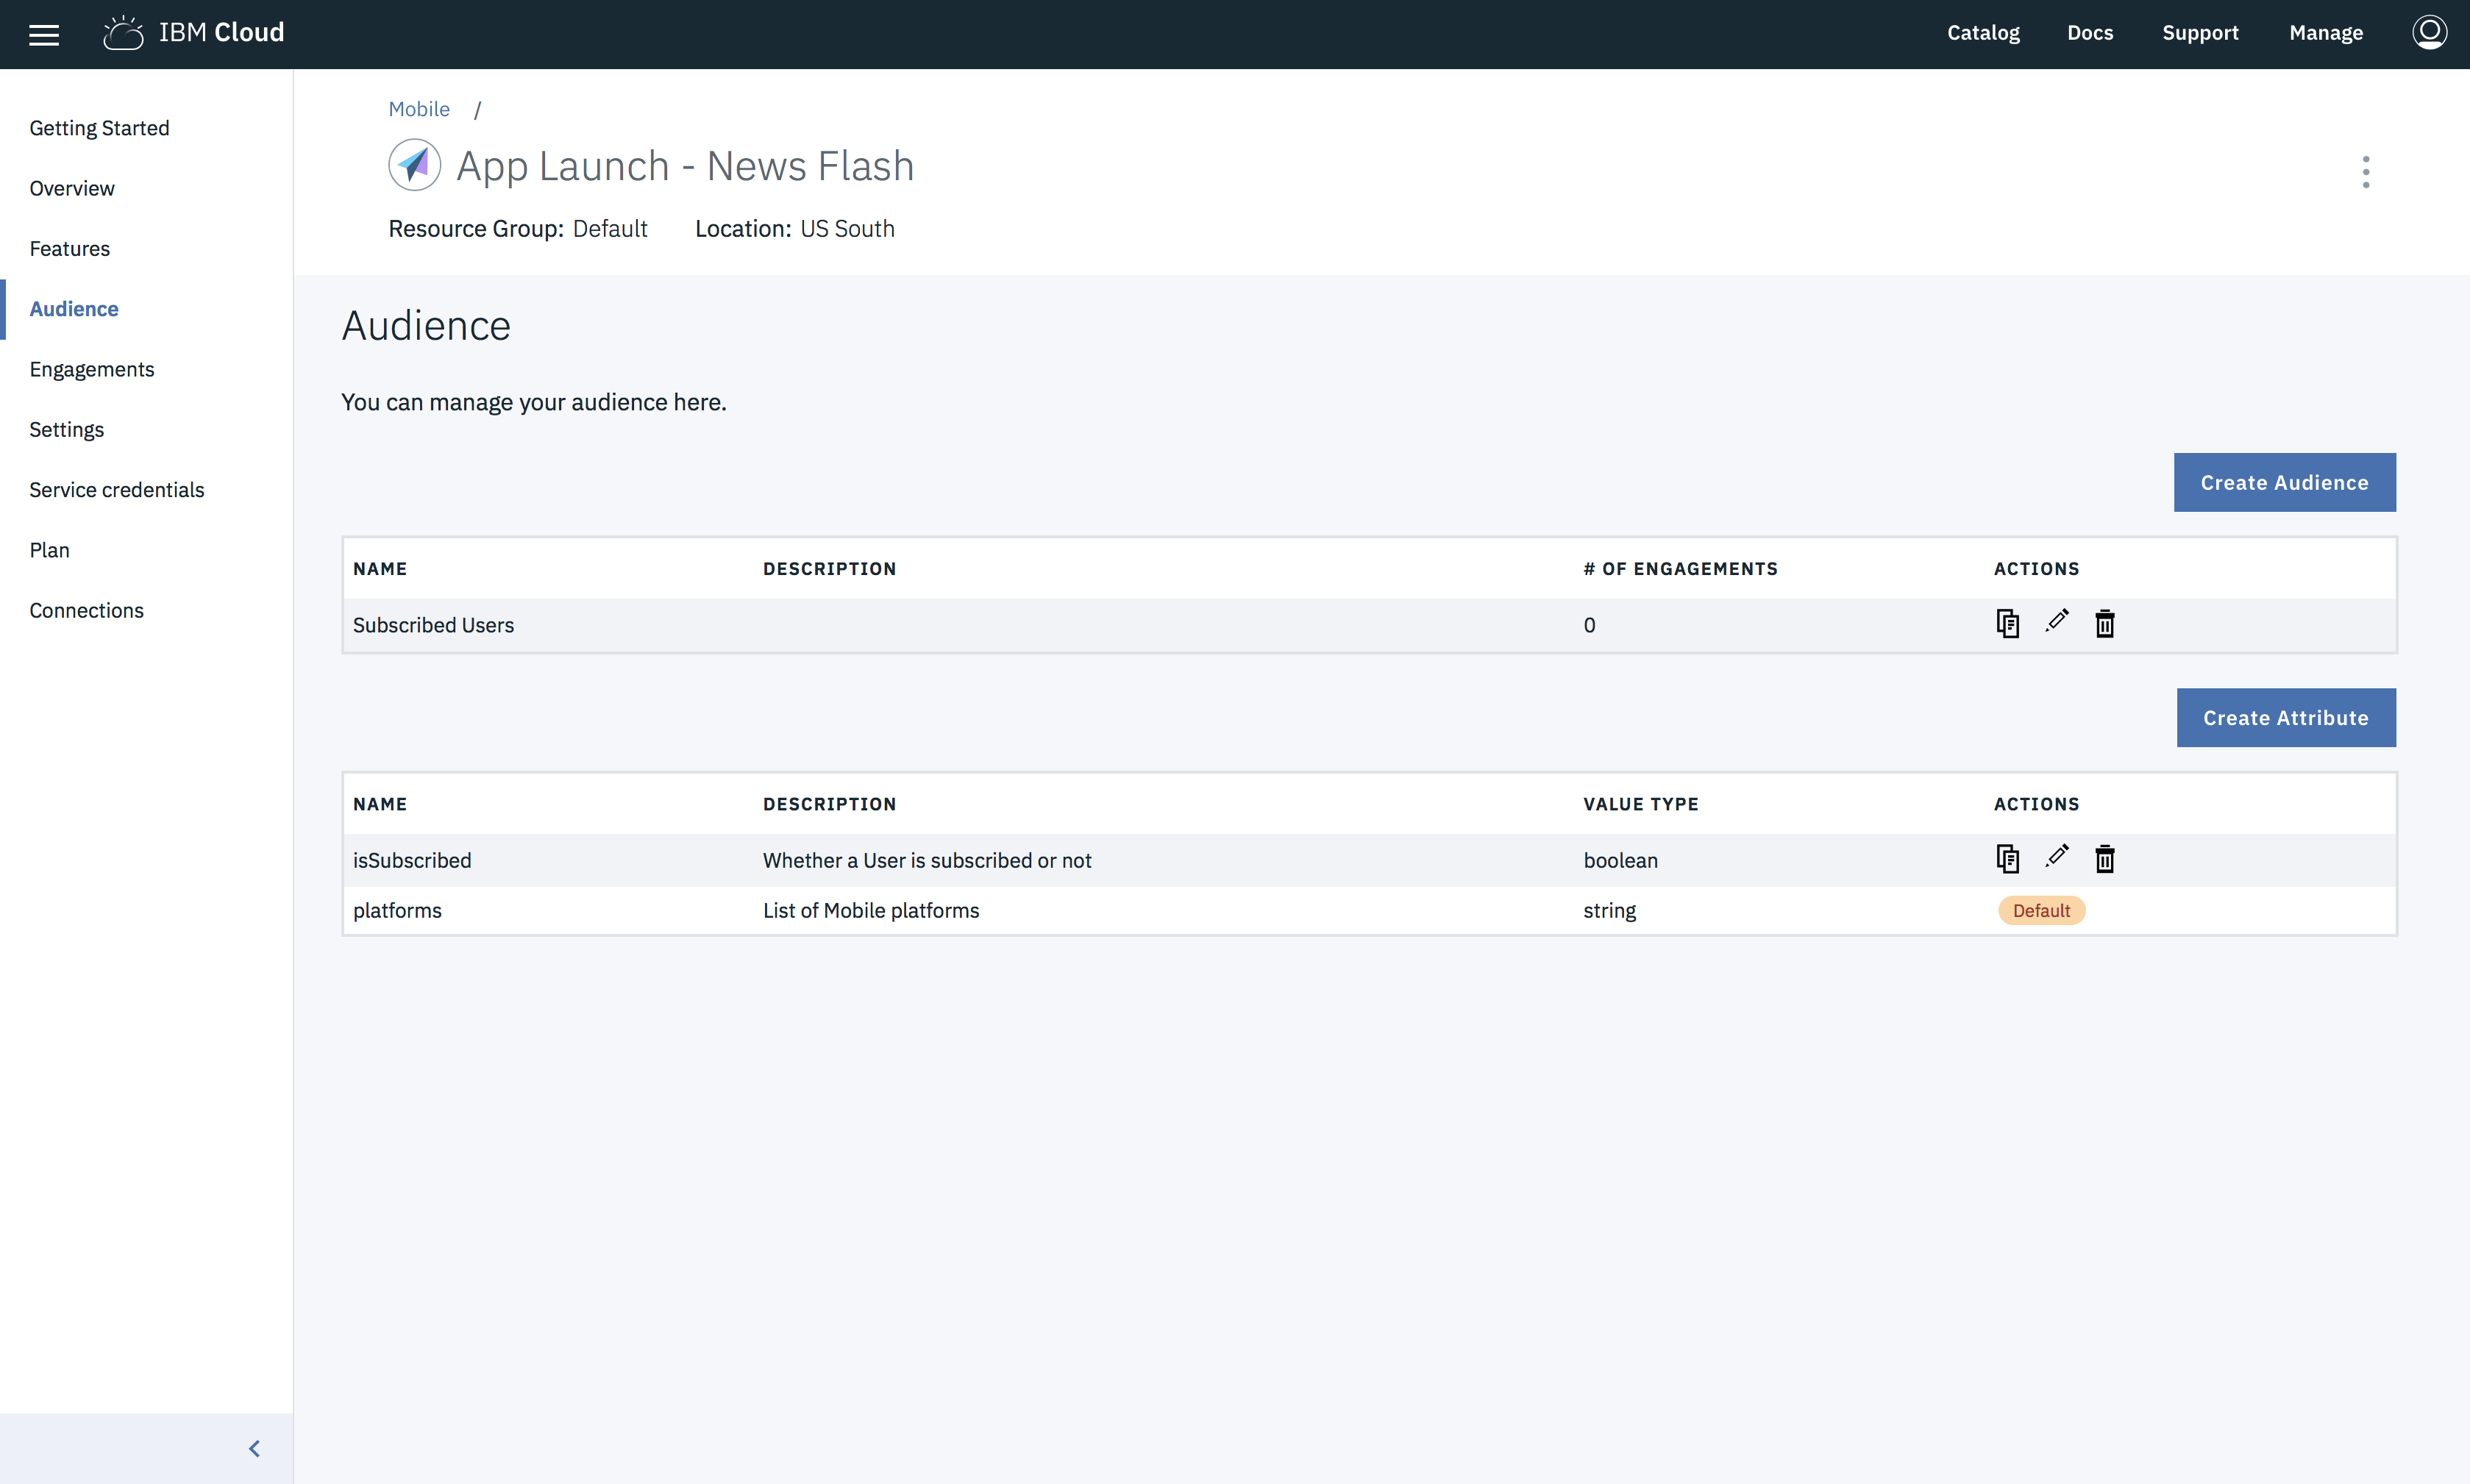 IBM Cloud
Catalog Docs Support Manage
Getting Started
Overview
Features
Audience
Engagements
Settings
Service credentials
Plan
Connections
Mobile /
App Launch - News Flash
Resource Group: Default Location: US South
Audience
You can manage your audience here.
Create Audience
NAME DESCRIPTION # OF ENGAGEMENTS ACTIONS
Subscribed Users 0
Create Attribute
NAME DESCRIPTION VALUE TYPE ACTIONS
isSubscribed Whether a User is subscribed or not boolean
platforms List of Mobile platforms string Default